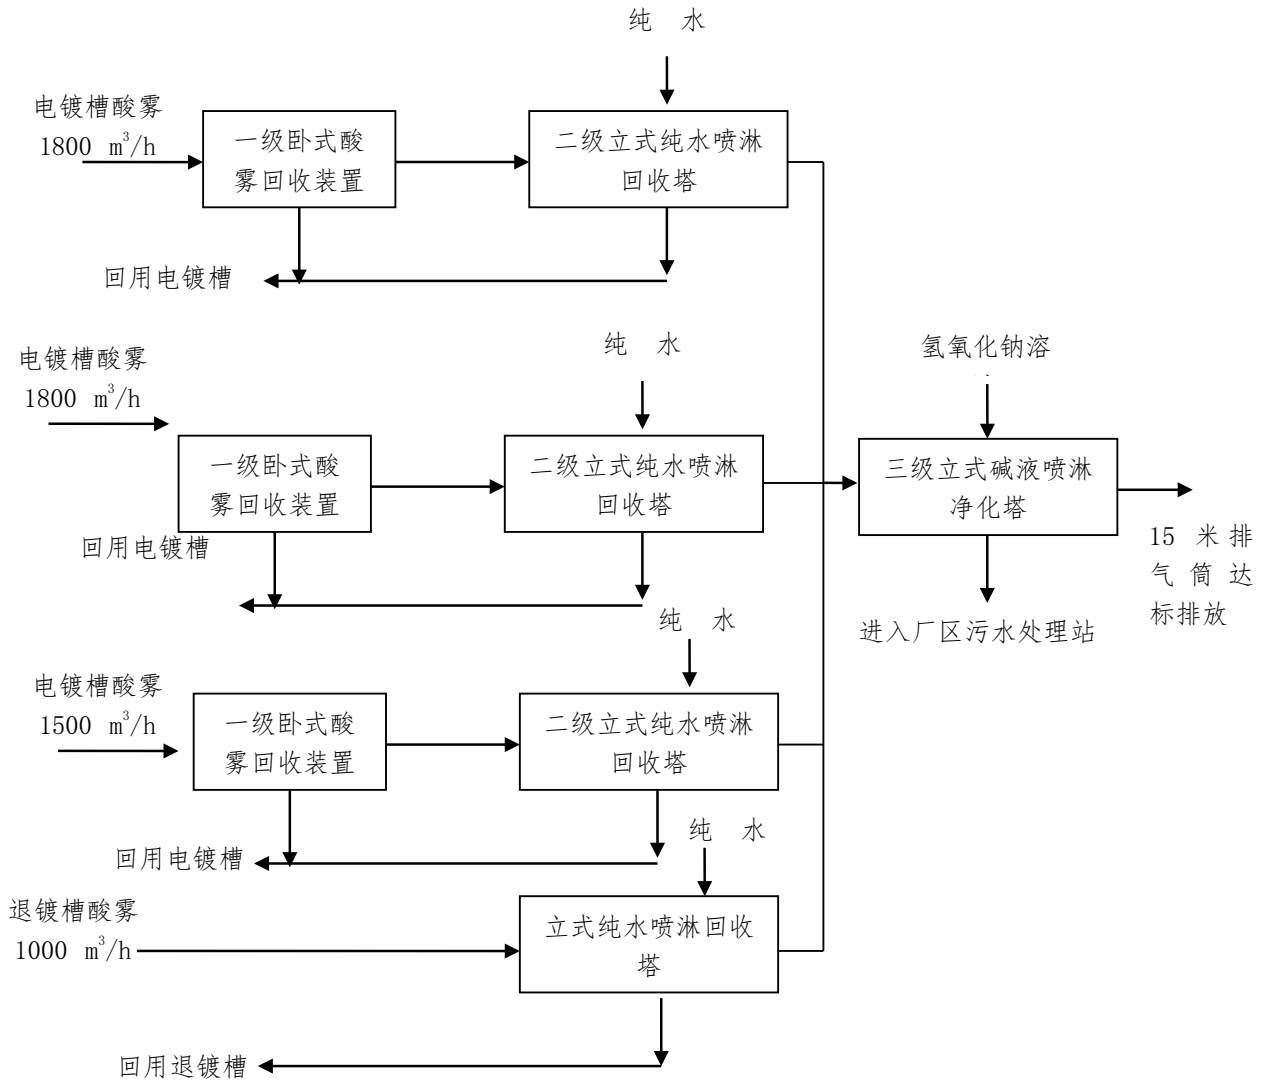 纯 水
电镀槽酸雾
1800 m³/h
一级卧式酸
雾回收装置
二级立式纯水喷淋
回收塔
回用电镀槽
纯 水
氢氧化钠溶
电镀槽酸雾
1800 m³/h
一级卧式酸
雾回收装置
二级立式纯水喷淋
回收塔
三级立式碱液喷淋
净化塔
回用电镀槽
15 米排
气筒达
标排放
纯 水
进入厂区污水处理站
电镀槽酸雾
1500 m³/h
一级卧式酸
雾回收装置
二级立式纯水喷淋
回收塔
纯 水
回用电镀槽
退镀槽酸雾
1000 m³/h
立式纯水喷淋回收
塔
回用退镀槽